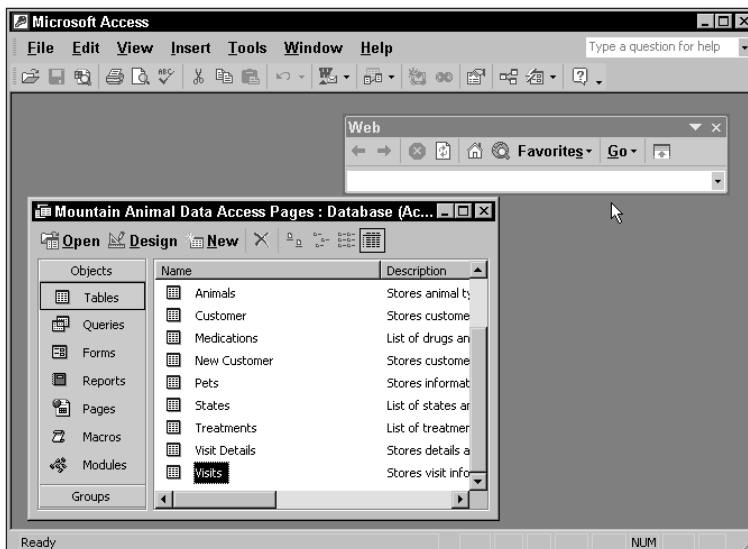 Microsoft Access
File Edit View Insert Tools Window Help
Type a question for help
Web
Favorites Go
Mountain Animal Data Access Pages : Database (Ac...
Open Design New
Objects
Tables
Queries
Forms
Reports
Pages
Macros
Modules
Groups
Name Description
Animals Stores animal ty
Customer Stores custome
Medications List of drugs an
New Customer Stores custome
Pets Stores informat
States List of states ar
Treatments List of treatmer
Visit Details Stores details a
Visits Stores visit info
Ready NUM